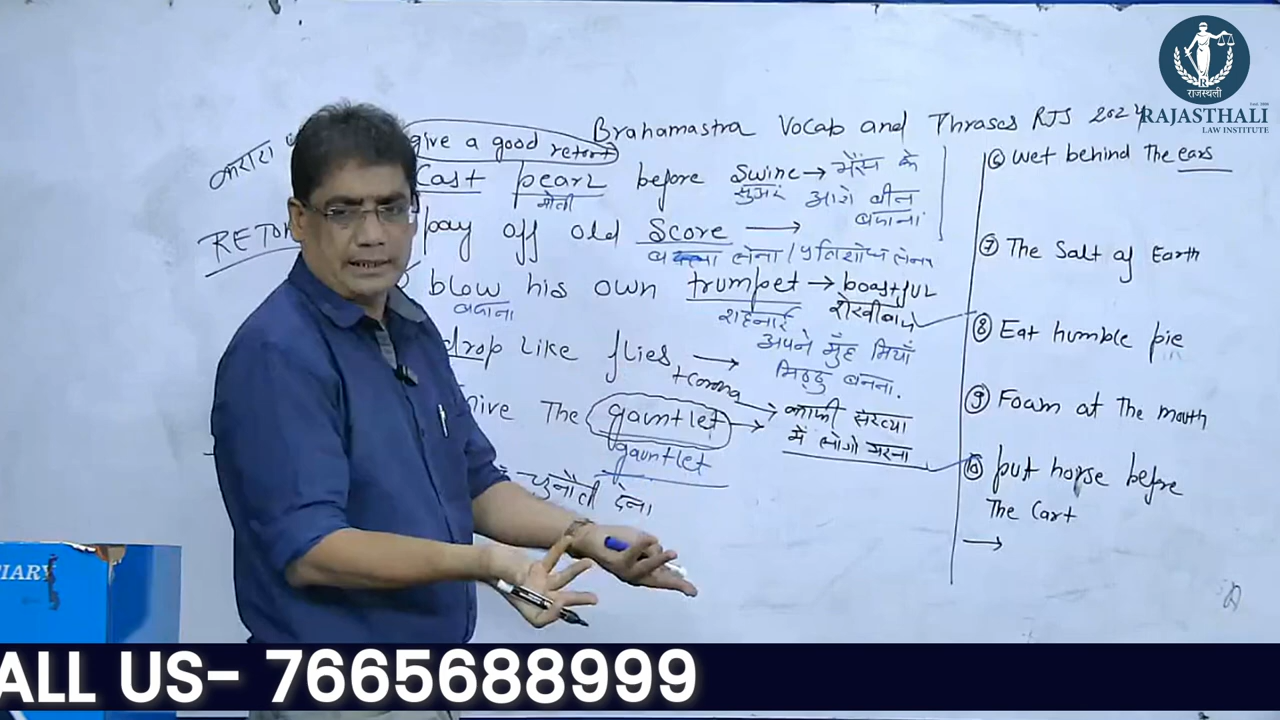 राजस्थली
RAJASTHALI
LAW INSTITUTE
Brahamastra Vocab and Phrases RJS 2024
करारा
give a good retort
Cast pearl before Swine → भैंस के
मोती सुअर आगे बीन
बजाना
pay off old Score →
बदला लेना / प्रतिशोध लेना
blow his own trumpet → boastful
बजाना शहनाई शेखीबाज
अपने मुँह मियाँ
मिठ्ठु बनना.
drop like flies →
+Corona
काफी संख्या
में लोगो मरना
The gauntlet →
gauntlet
चुनौती देना
⑥ wet behind The ears
⑦ The Salt of Earth
⑧ Eat humble pie
⑨ Foam at The mouth
⑩ put horse before
The Cart
→
IARY
ALL US- 7665688999